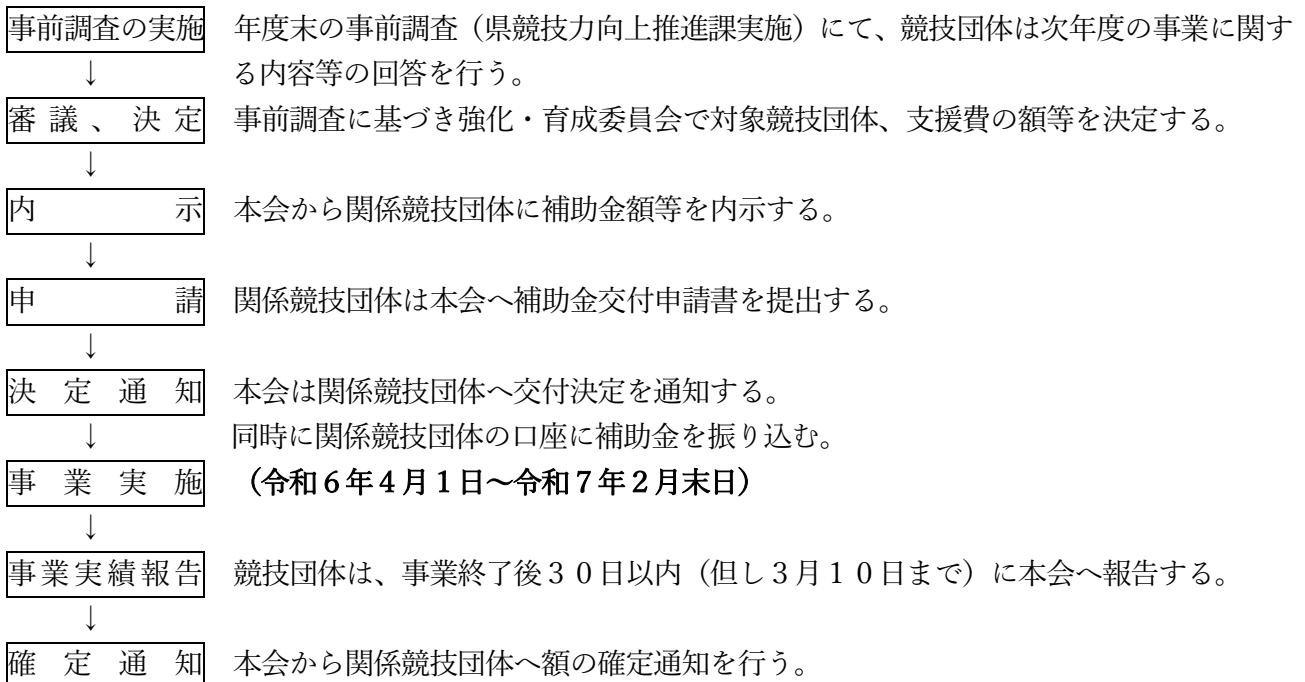 事前調査の実施 年度末の事前調査（県競技力向上推進課実施）にて、競技団体は次年度の事業に関す
↓ る内容等の回答を行う。
審議、決定 事前調査に基づき強化・育成委員会で対象競技団体、支援費の額等を決定する。
↓
内示 本会から関係競技団体に補助金額等を内示する。
↓
申請 関係競技団体は本会へ補助金交付申請書を提出する。
↓
決定通知 本会は関係競技団体へ交付決定を通知する。
↓ 同時に関係競技団体の口座に補助金を振り込む。
事業実施 （令和６年４月１日～令和７年２月末日）
↓
事業実績報告 競技団体は、事業終了後３０日以内（但し３月１０日まで）に本会へ報告する。
↓
確定通知 本会から関係競技団体へ額の確定通知を行う。